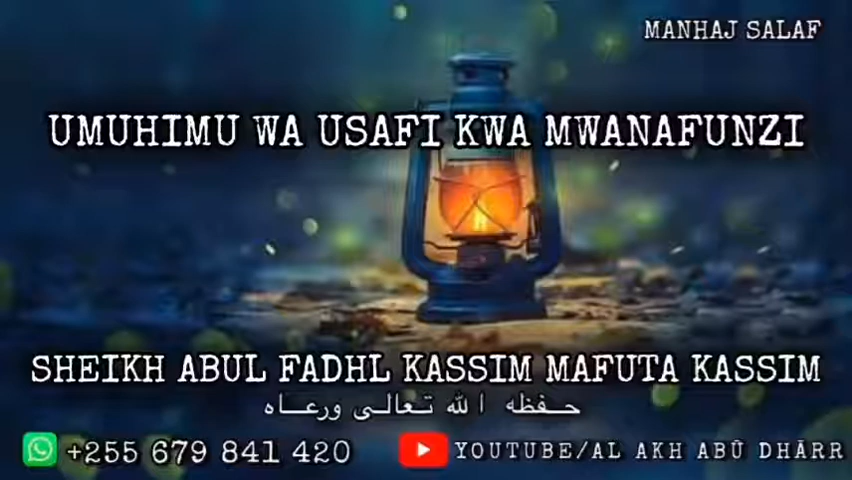 MANHAJ SALAF
UMUHIMU WA USAFI KWA MWANAFUNZI
SHEIKH ABUL FADHL KASSIM MAFUTA KASSIM
حفظه الله تعالى ورعاه
+255 679 841 420
YOUTUBE/AL AKH ABÛ DHĀRR